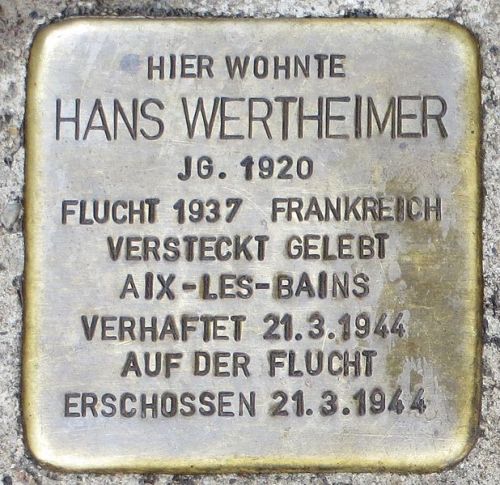 HIER WOHNTE
HANS WERTHEIMER
JG. 1920
FLUCHT 1937 FRANKREICH
VERSTECKT GELEBT
AIX-LES-BAINS
VERHAFTET 21.3.1944
AUF DER FLUCHT
ERSCHOSSEN 21.3.1944